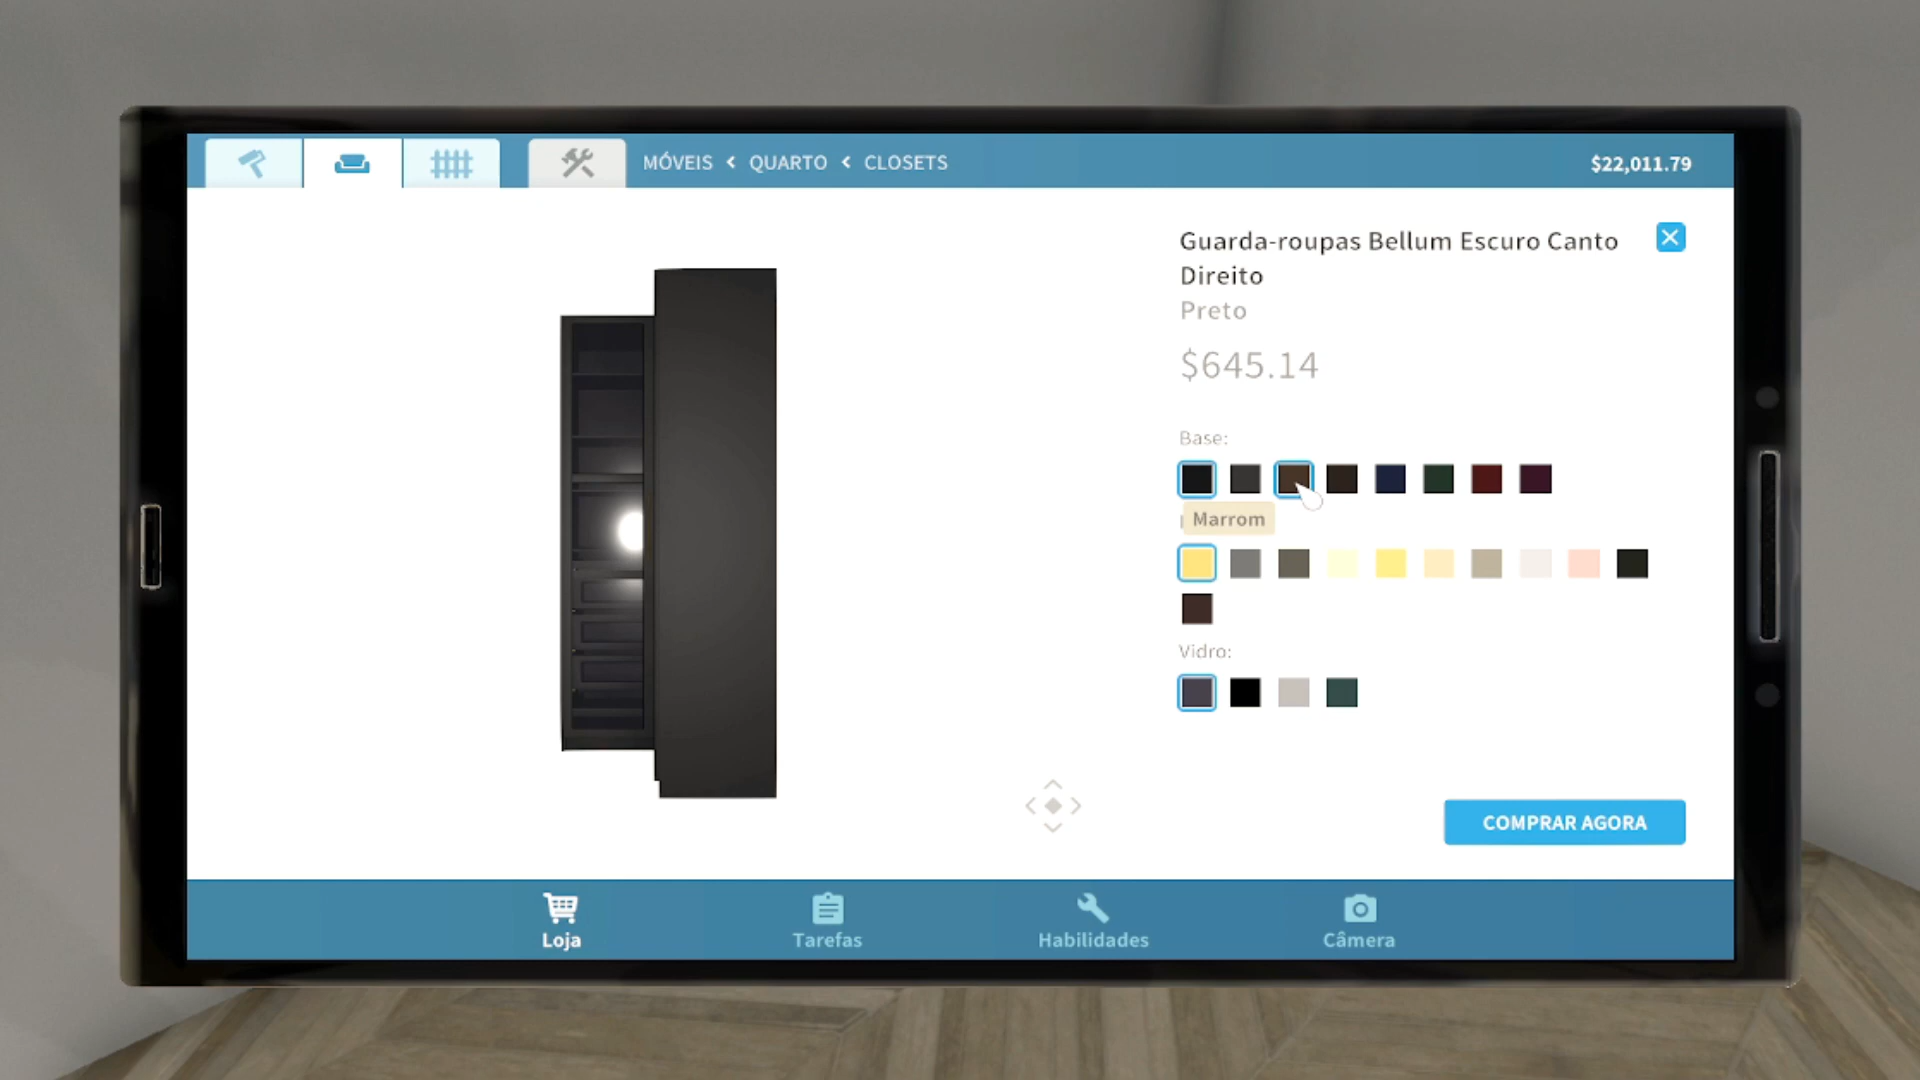 MÓVEIS < QUARTO < CLOSETS
$22,011.79
Guarda-roupas Bellum Escuro Canto
Direito
Preto
$645.14
Base:
Marrom
Vidro:
COMPRAR AGORA
Loja
Tarefas
Habilidades
Câmera